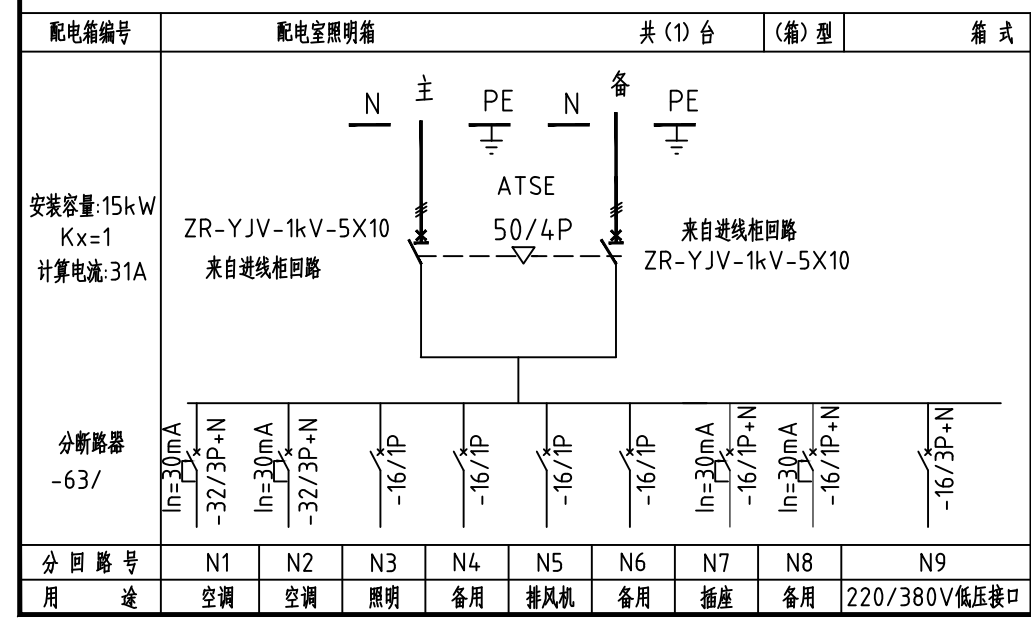 配电箱编号 配电室照明箱 共(1)台 (箱)型 箱 式
主 备
N PE N PE
ATSE
50/4P
安装容量:15kW
Kx=1
计算电流:31A
ZR-YJV-1kV-5X10
来自进线柜回路
来自进线柜回路
ZR-YJV-1kV-5X10
分断路器
-63/
In=30mA
-32/3P+N
In=30mA
-32/3P+N
-16/1P
-16/1P
-16/1P
-16/1P
In=30mA
-16/1P+N
In=30mA
-16/1P+N
-16/3P+N
分 回 路 号 N1 N2 N3 N4 N5 N6 N7 N8 N9
用 途 空调 空调 照明 备用 排风机 备用 插座 备用 220/380V低压接口